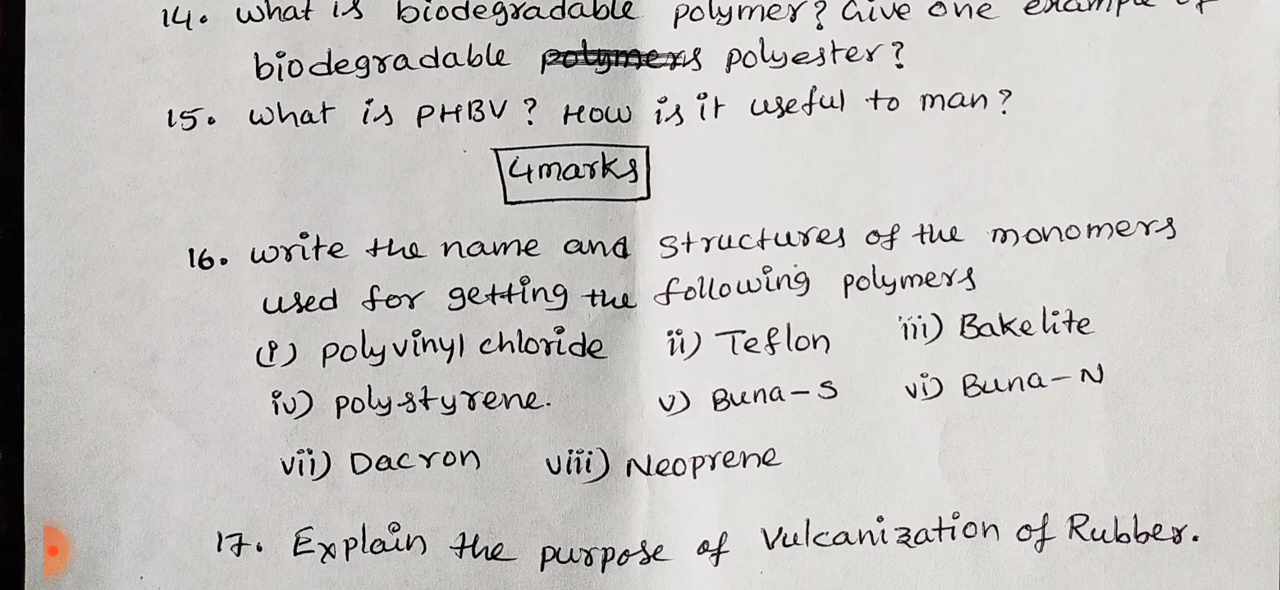 14. what is biodegradable polymer? Give one example of
biodegradable polymers polyester?
15. what is PHBV? How is it useful to man?
4marks
16. write the name and structures of the monomers
used for getting the following polymers
(i) polyvinyl chloride ii) Teflon iii) Bakelite
iv) polystyrene. v) Buna-S vi) Buna-N
vii) Dacron viii) Neoprene
17. Explain the purpose of Vulcanization of Rubber.